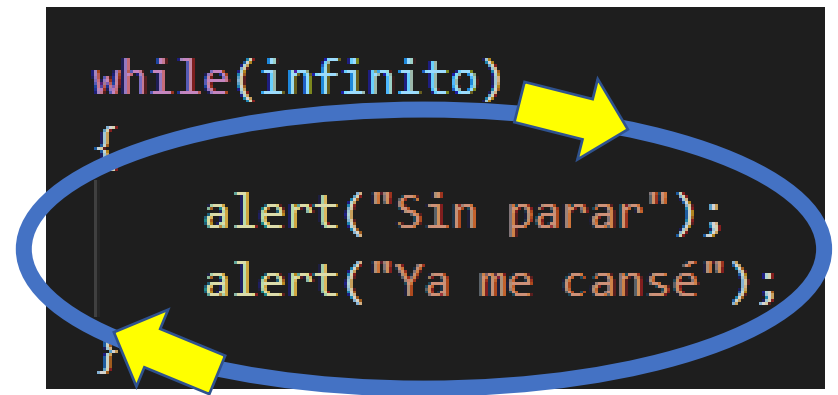 while(infinito)
{
alert("Sin parar");
alert("Ya me cansé");
}